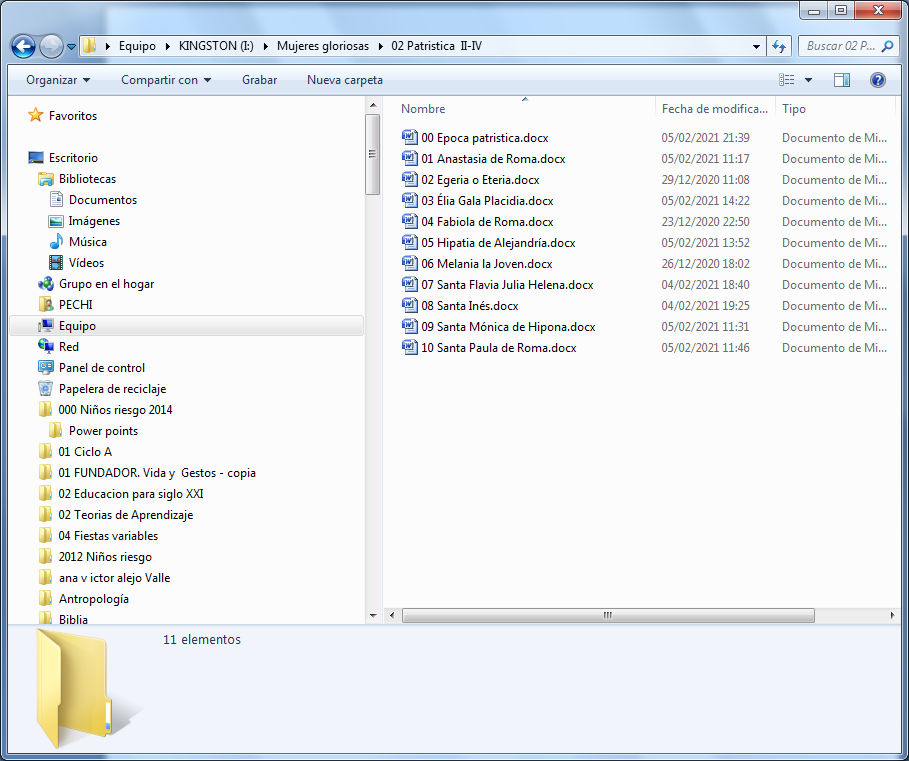 Equipo ▸ KINGSTON (I:) ▸ Mujeres gloriosas ▸ 02 Patristica II-IV
Buscar 02 P...
Organizar Compartir con Grabar Nueva carpeta
Favoritos
Escritorio
Bibliotecas
Documentos
Imágenes
Música
Vídeos
Grupo en el hogar
PECHI
Equipo
Red
Panel de control
Papelera de reciclaje
000 Niños riesgo 2014
Power points
01 Ciclo A
01 FUNDADOR. Vida y Gestos - copia
02 Educacion para siglo XXI
02 Teorias de Aprendizaje
04 Fiestas variables
2012 Niños riesgo
ana v ictor alejo Valle
Antropología
Biblia
Nombre Fecha de modifica... Tipo
00 Epoca patristica.docx 05/02/2021 21:39 Documento de Mi...
01 Anastasia de Roma.docx 05/02/2021 11:17 Documento de Mi...
02 Egeria o Eteria.docx 29/12/2020 11:08 Documento de Mi...
03 Élia Gala Placidia.docx 05/02/2021 14:22 Documento de Mi...
04 Fabiola de Roma.docx 23/12/2020 22:50 Documento de Mi...
05 Hipatia de Alejandría.docx 05/02/2021 13:52 Documento de Mi...
06 Melania la Joven.docx 26/12/2020 18:02 Documento de Mi...
07 Santa Flavia Julia Helena.docx 04/02/2021 18:40 Documento de Mi...
08 Santa Inés.docx 04/02/2021 19:25 Documento de Mi...
09 Santa Mónica de Hipona.docx 05/02/2021 11:31 Documento de Mi...
10 Santa Paula de Roma.docx 05/02/2021 11:46 Documento de Mi...
11 elementos